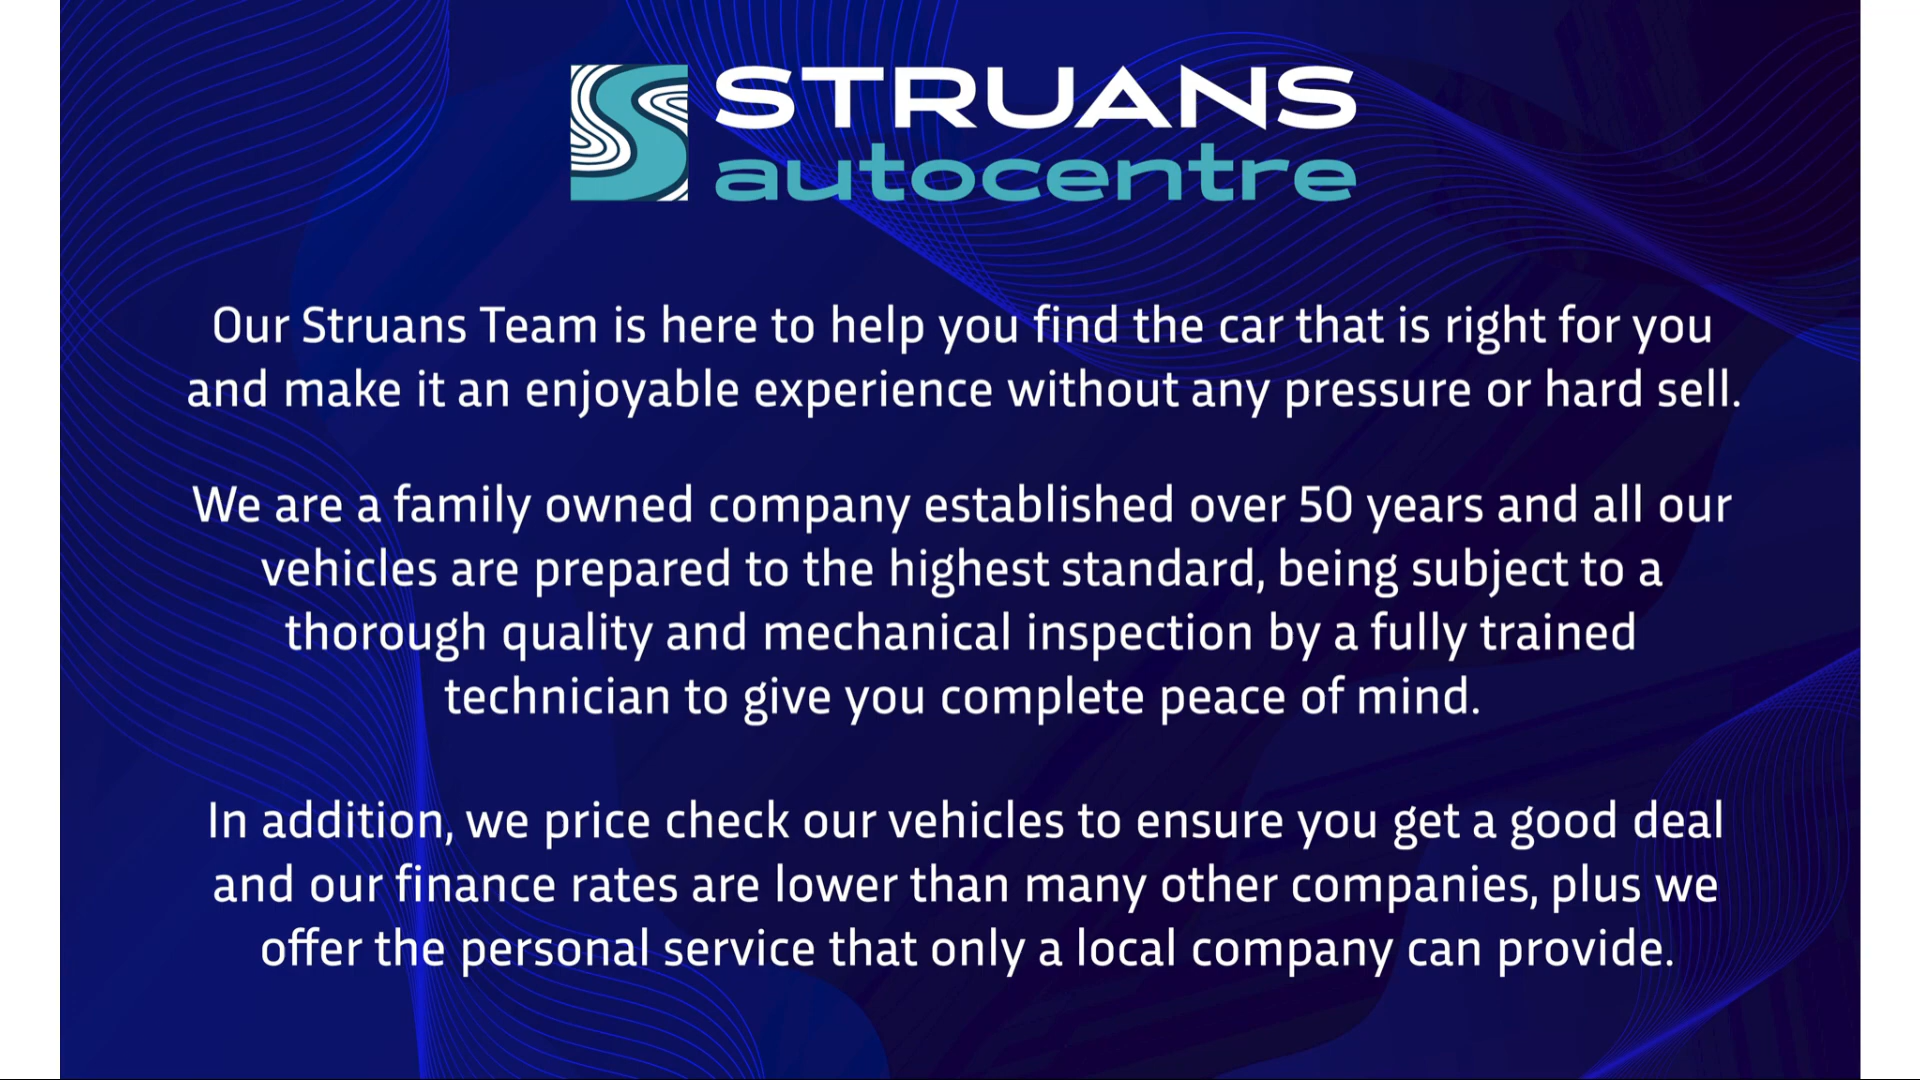 STRUANS
autocentre
Our Struans Team is here to help you find the car that is right for you
and make it an enjoyable experience without any pressure or hard sell.
We are a family owned company established over 50 years and all our
vehicles are prepared to the highest standard, being subject to a
thorough quality and mechanical inspection by a fully trained
technician to give you complete peace of mind.
In addition, we price check our vehicles to ensure you get a good deal
and our finance rates are lower than many other companies, plus we
offer the personal service that only a local company can provide.